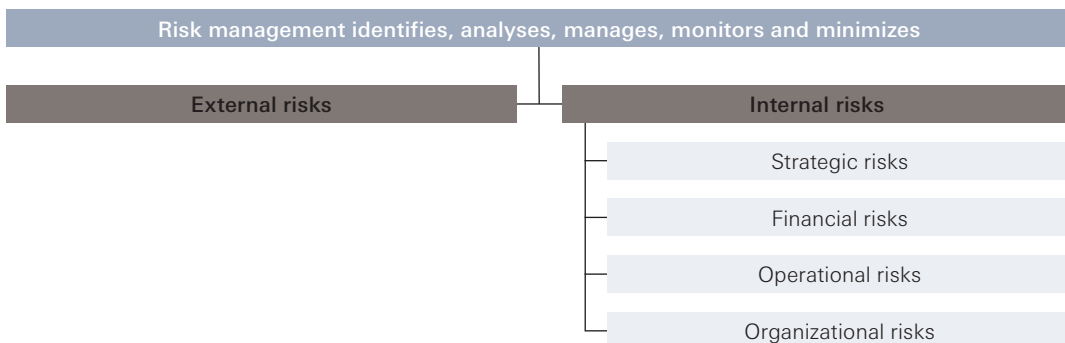 Risk management identifies, analyses, manages, monitors and minimizes
External risks
Internal risks
Strategic risks
Financial risks
Operational risks
Organizational risks